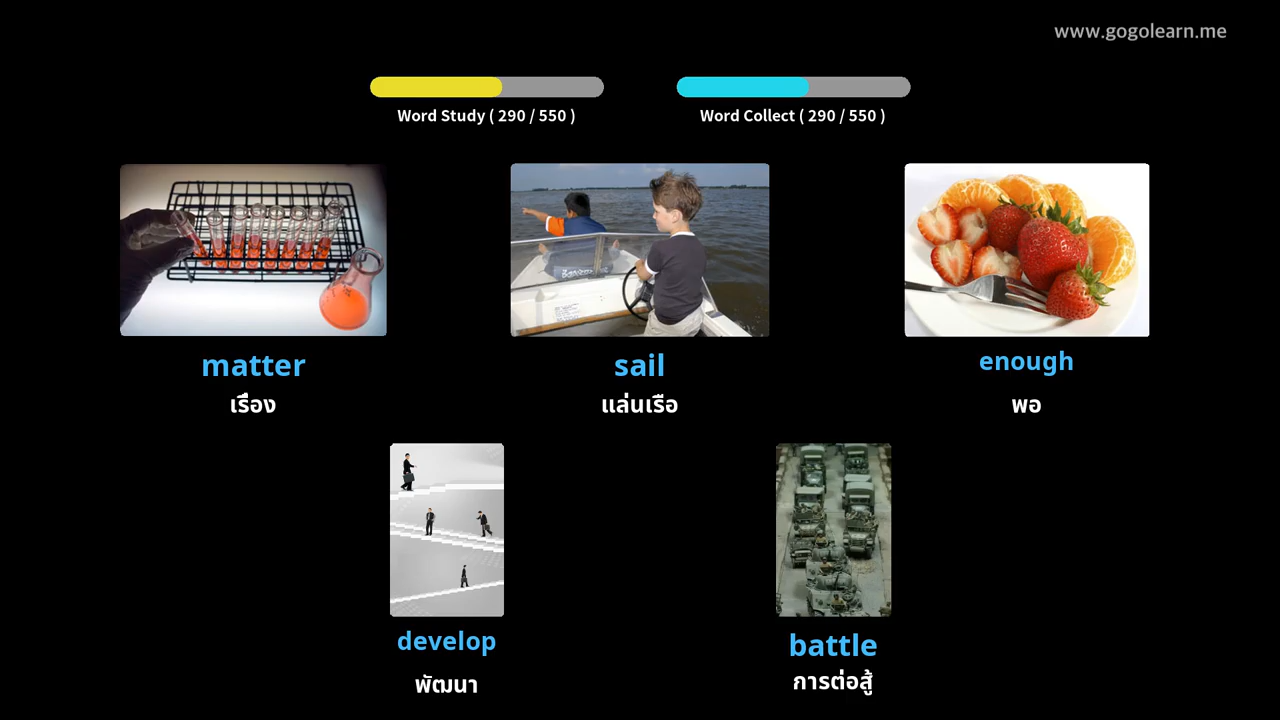 www.gogolearn.me
Word Study ( 290 / 550 )
Word Collect ( 290 / 550 )
matter
เรื่อง
sail
แล่นเรือ
enough
พอ
develop
พัฒนา
battle
การต่อสู้